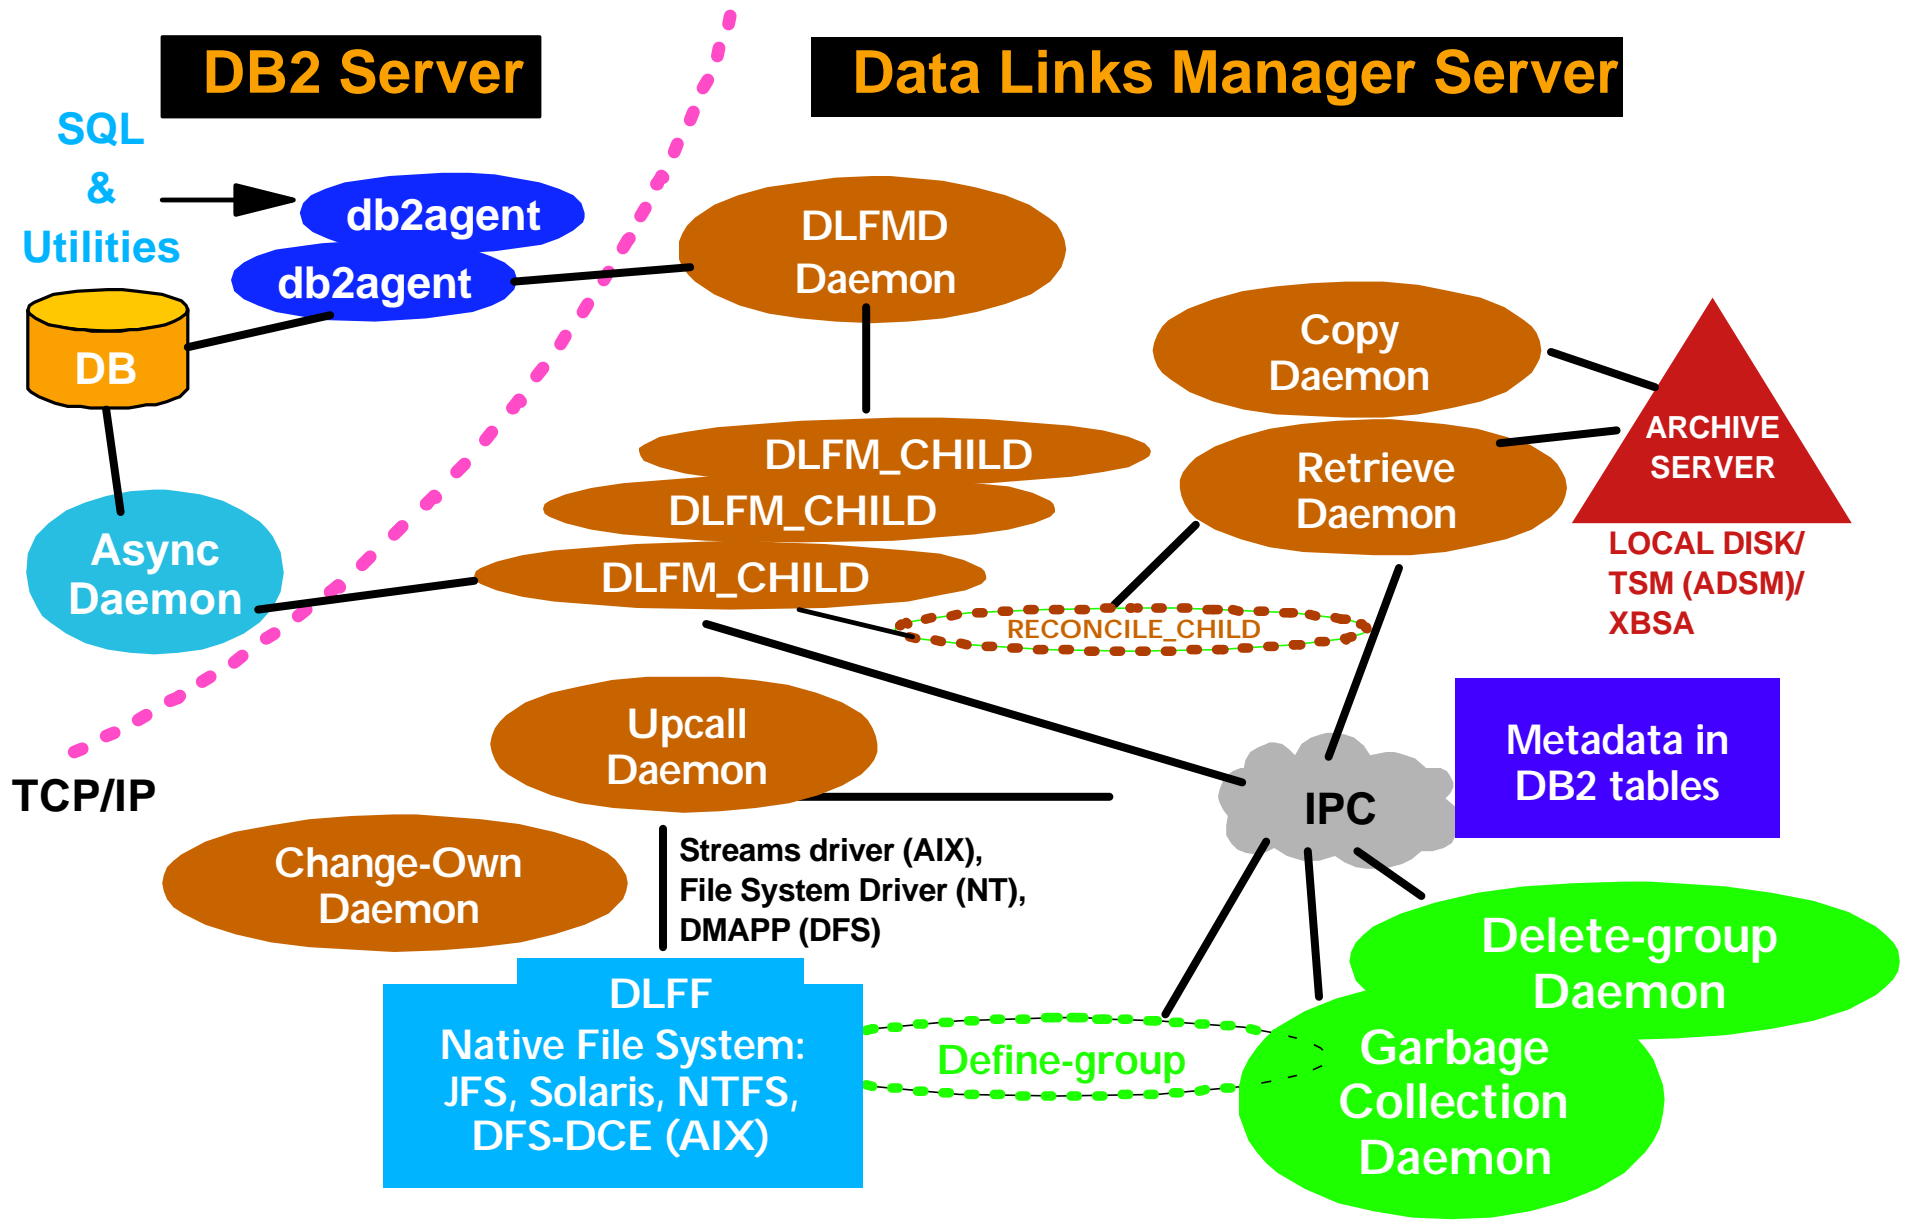 DB2 Server
Data Links Manager Server
SQL
&
Utilities
db2agent
db2agent
DB
Async
Daemon
TCP/IP
DLFMD
Daemon
DLFM_CHILD
DLFM_CHILD
DLFM_CHILD
Copy
Daemon
Retrieve
Daemon
ARCHIVE
SERVER
LOCAL DISK/
TSM (ADSM)/
XBSA
RECONCILE_CHILD
Upcall
Daemon
Change-Own
Daemon
Streams driver (AIX),
File System Driver (NT),
DMAPP (DFS)
IPC
Metadata in
DB2 tables
DLFF
Native File System:
JFS, Solaris, NTFS,
DFS-DCE (AIX)
Define-group
Delete-group
Daemon
Garbage
Collection
Daemon